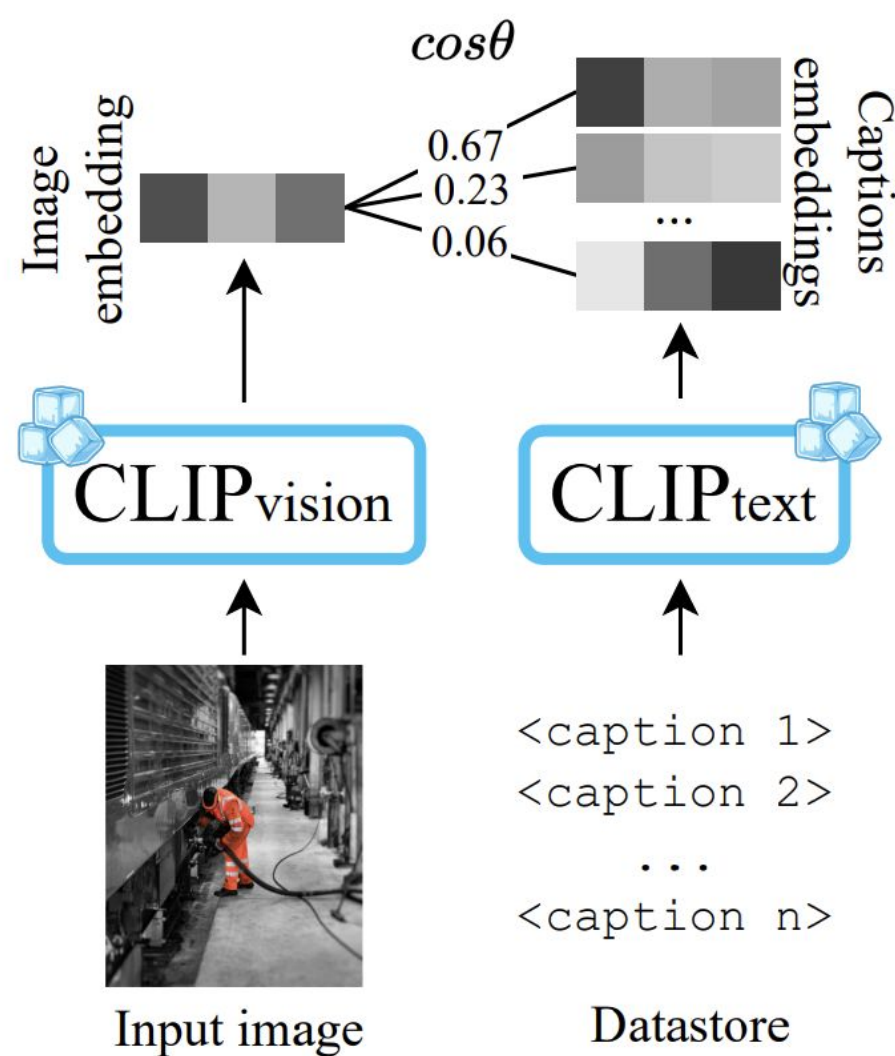 cosθ
Image
embedding
0.67
0.23
0.06
...
Captions
embeddings
CLIPvision
CLIPtext
<caption 1>
<caption 2>
...
<caption n>
Input image
Datastore